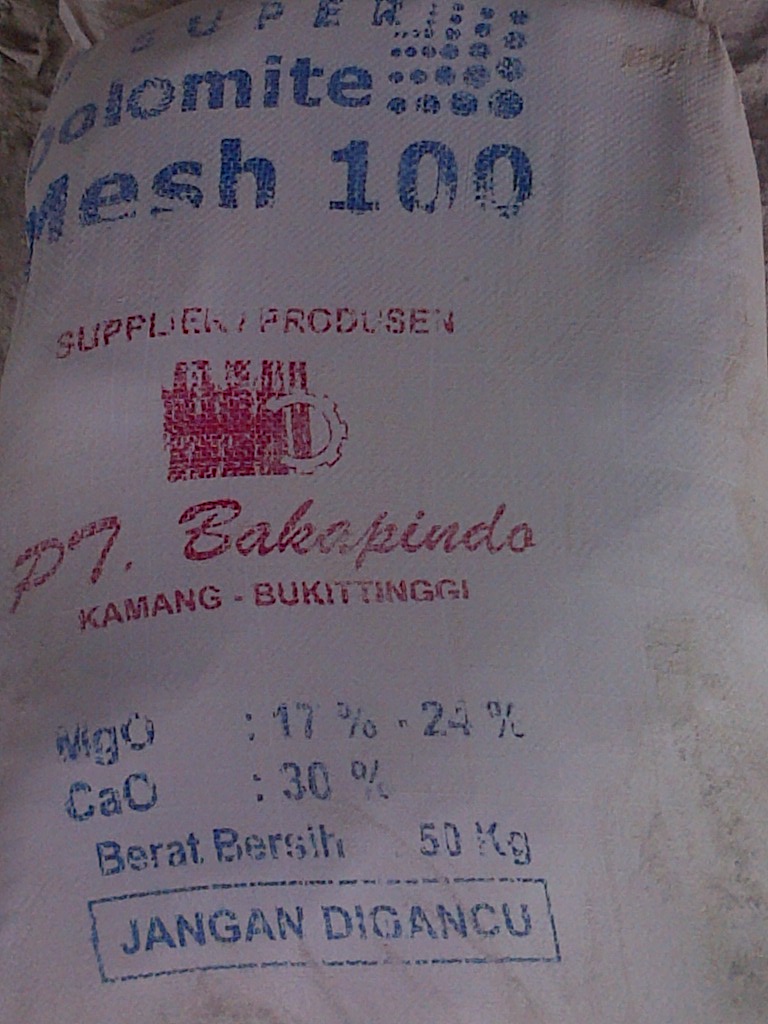 SUPER
Dolomite
Mesh 100
SUPPLIER / PRODUSEN
PT. Bakapindo
KAMANG - BUKITTINGGI
MgO : 17 % - 24 %
CaO : 30 %
Berat Bersih 50 Kg
JANGAN DIGANCU